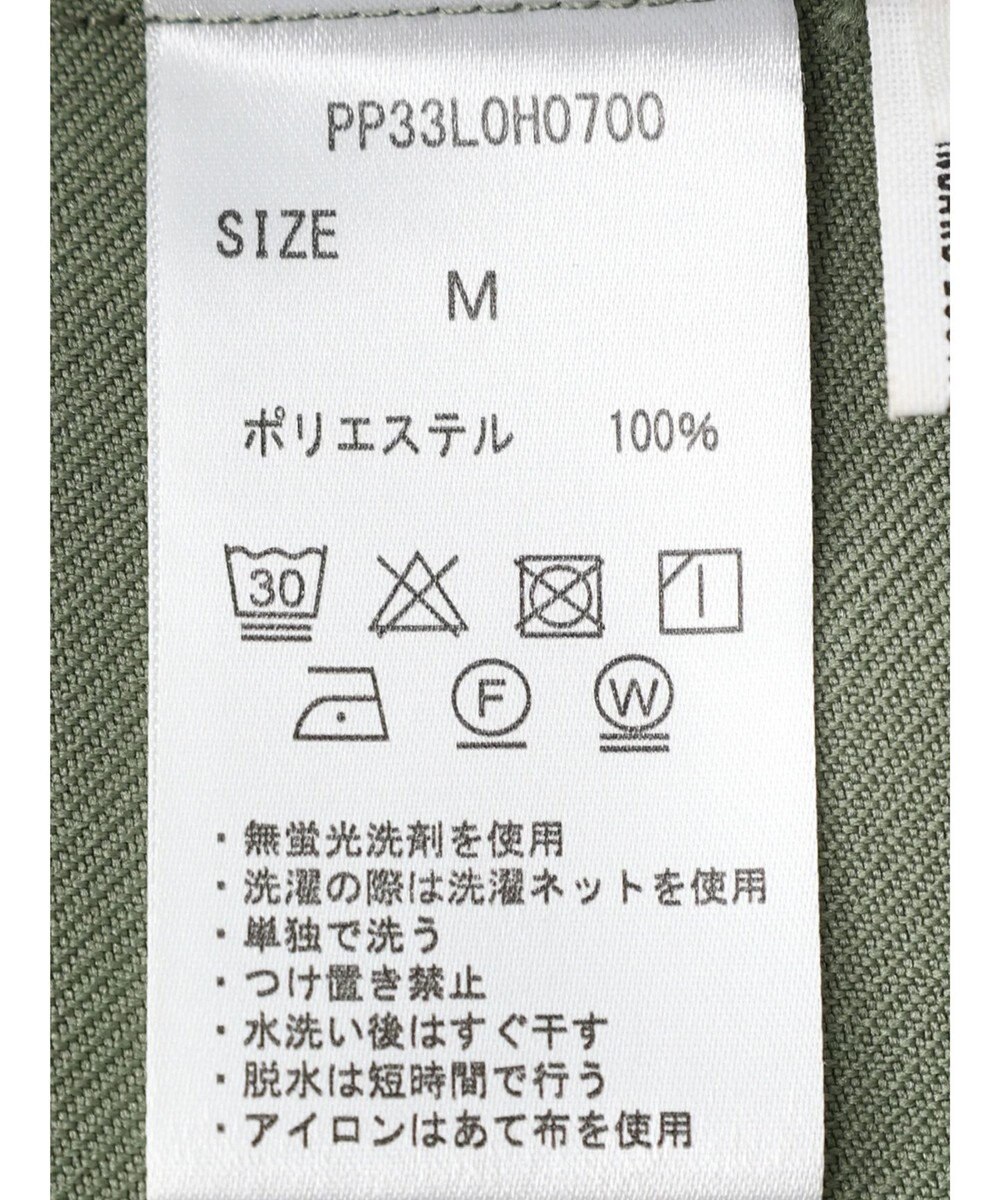 PP33L0H0700
SIZE
M
ポリエステル 100%
30
F W
・無蛍光洗剤を使用
・洗濯の際は洗濯ネットを使用
・単独で洗う
・つけ置き禁止
・水洗い後はすぐ干す
・脱水は短時間で行う
・アイロンはあて布を使用